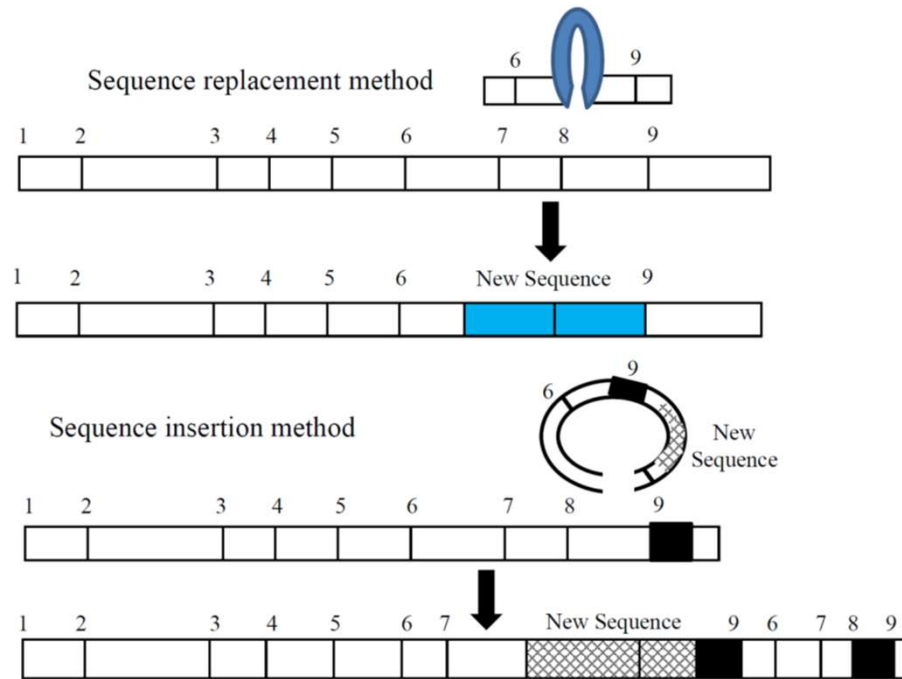 6 9
Sequence replacement method
1 2 3 4 5 6 7 8 9
1 2 3 4 5 6 New Sequence 9
9
6
Sequence insertion method
New
Sequence
1 2 3 4 5 6 7 8 9
1 2 3 4 5 6 7 New Sequence 9 6 7 8 9